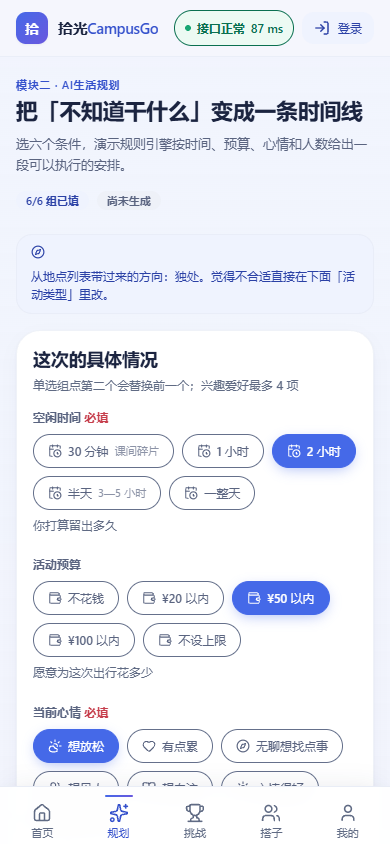 拾 拾光CampusGo 接口正常 87 ms 登录
模块二 · AI生活规划
把「不知道干什么」变成一条时间线
选六个条件，演示规则引擎按时间、预算、心情和人数给出一
段可以执行的安排。
6/6 组已填 尚未生成
从地点列表带过来的方向：独处。觉得不合适直接在下面「活
动类型」里改。
这次的具体情况
单选组点第二个会替换前一个；兴趣爱好最多 4 项
空闲时间 必填
30 分钟 课间碎片 1 小时 2 小时
半天 3—5 小时 一整天
你打算留出多久
活动预算
不花钱 ¥20 以内 ¥50 以内
¥100 以内 不设上限
愿意为这次出行花多少
当前心情 必填
想放松 有点累 无聊想找点事
首页 规划 挑战 搭子 我的